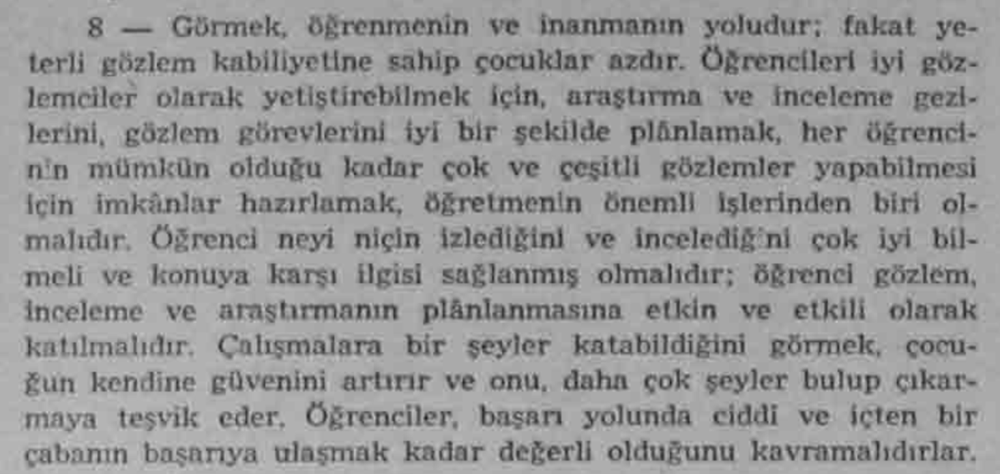 8 — Görmek, öğrenmenin ve inanmanın yoludur; fakat ye-
terli gözlem kabiliyetine sahip çocuklar azdır. Öğrencileri iyi göz-
lemciler olarak yetiştirebilmek için, araştırma ve inceleme gezi-
lerini, gözlem görevlerini iyi bir şekilde plânlamak, her öğrenci-
nin mümkün olduğu kadar çok ve çeşitli gözlemler yapabilmesi
için imkânlar hazırlamak, öğretmenin önemli işlerinden biri ol-
malıdır. Öğrenci neyi niçin izlediğini ve incelediğini çok iyi bil-
meli ve konuya karşı ilgisi sağlanmış olmalıdır; öğrenci gözlem,
inceleme ve araştırmanın plânlanmasına etkin ve etkili olarak
katılmalıdır. Çalışmalara bir şeyler katabildiğini görmek, çocu-
ğun kendine güvenini artırır ve onu, daha çok şeyler bulup çıkar-
maya teşvik eder. Öğrenciler, başarı yolunda ciddi ve içten bir
çabanın başarıya ulaşmak kadar değerli olduğunu kavramalıdırlar.